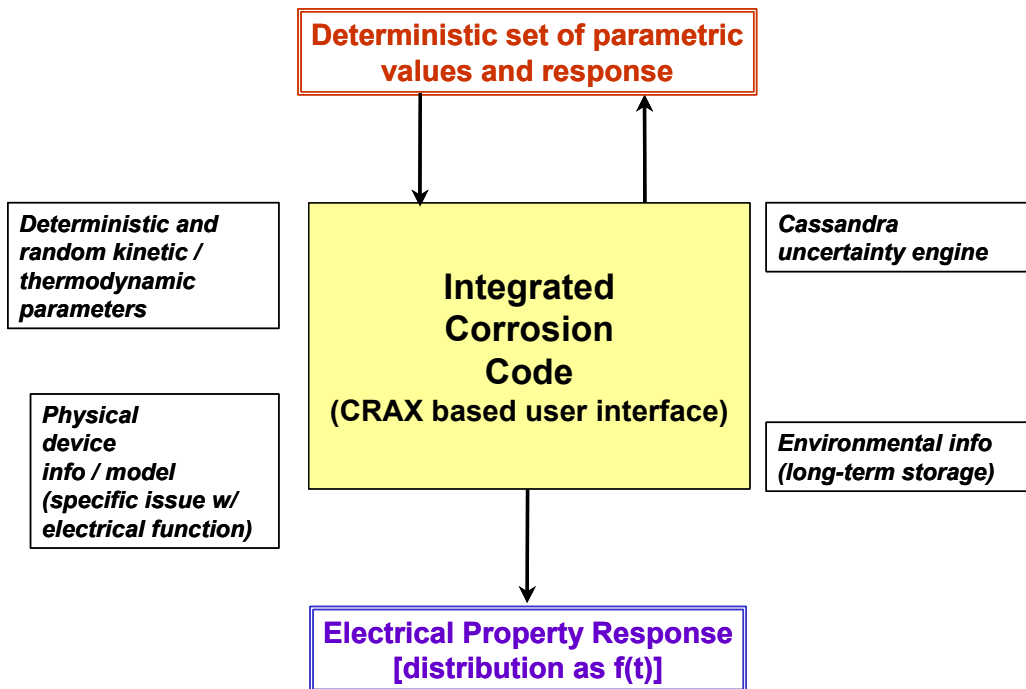 Deterministic set of parametric
values and response
Deterministic and
random kinetic /
thermodynamic
parameters
Cassandra
uncertainty engine
Integrated
Corrosion
Code
(CRAX based user interface)
Physical
device
info / model
(specific issue w/
electrical function)
Environmental info
(long-term storage)
Electrical Property Response
[distribution as f(t)]